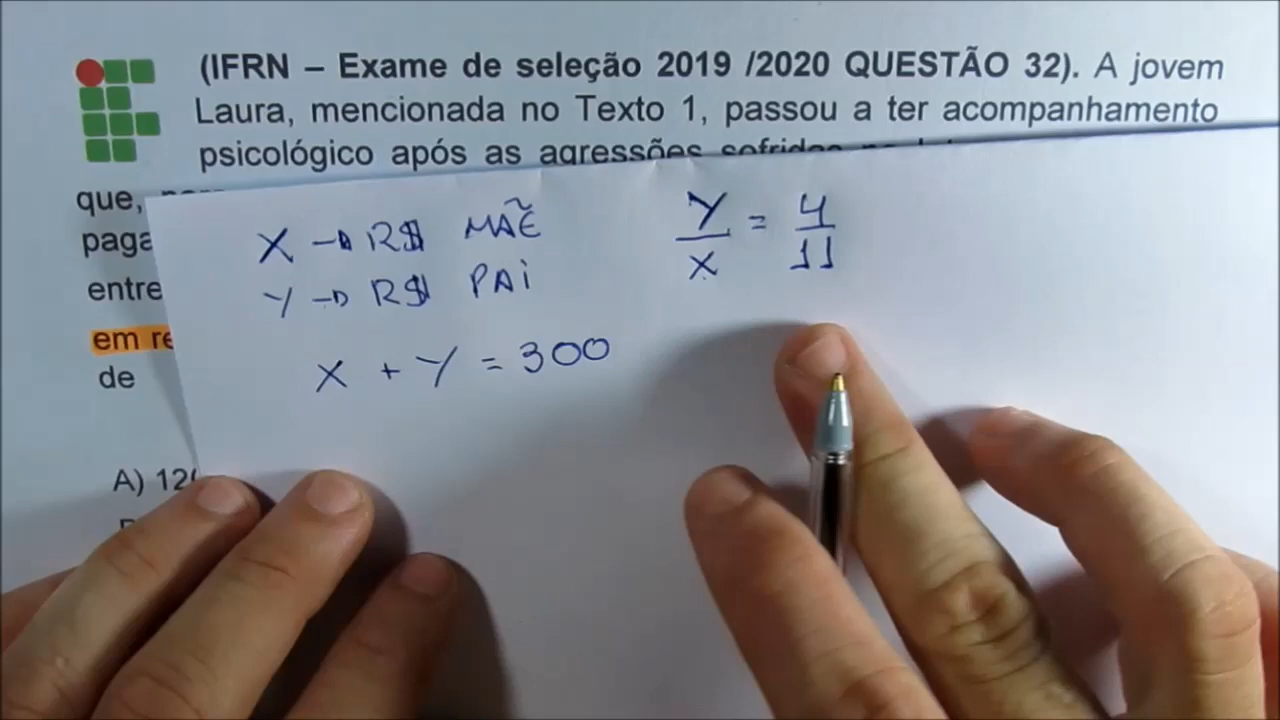 (IFRN – Exame de seleção 2019 /2020 QUESTÃO 32). A jovem
Laura, mencionada no Texto 1, passou a ter acompanhamento
psicológico após as agressões sofridas
que,
paga
entre
em re
de
A) 12
X → R$ MÃE
Y → R$ PAI
X + Y = 300
Y/X = 4/11